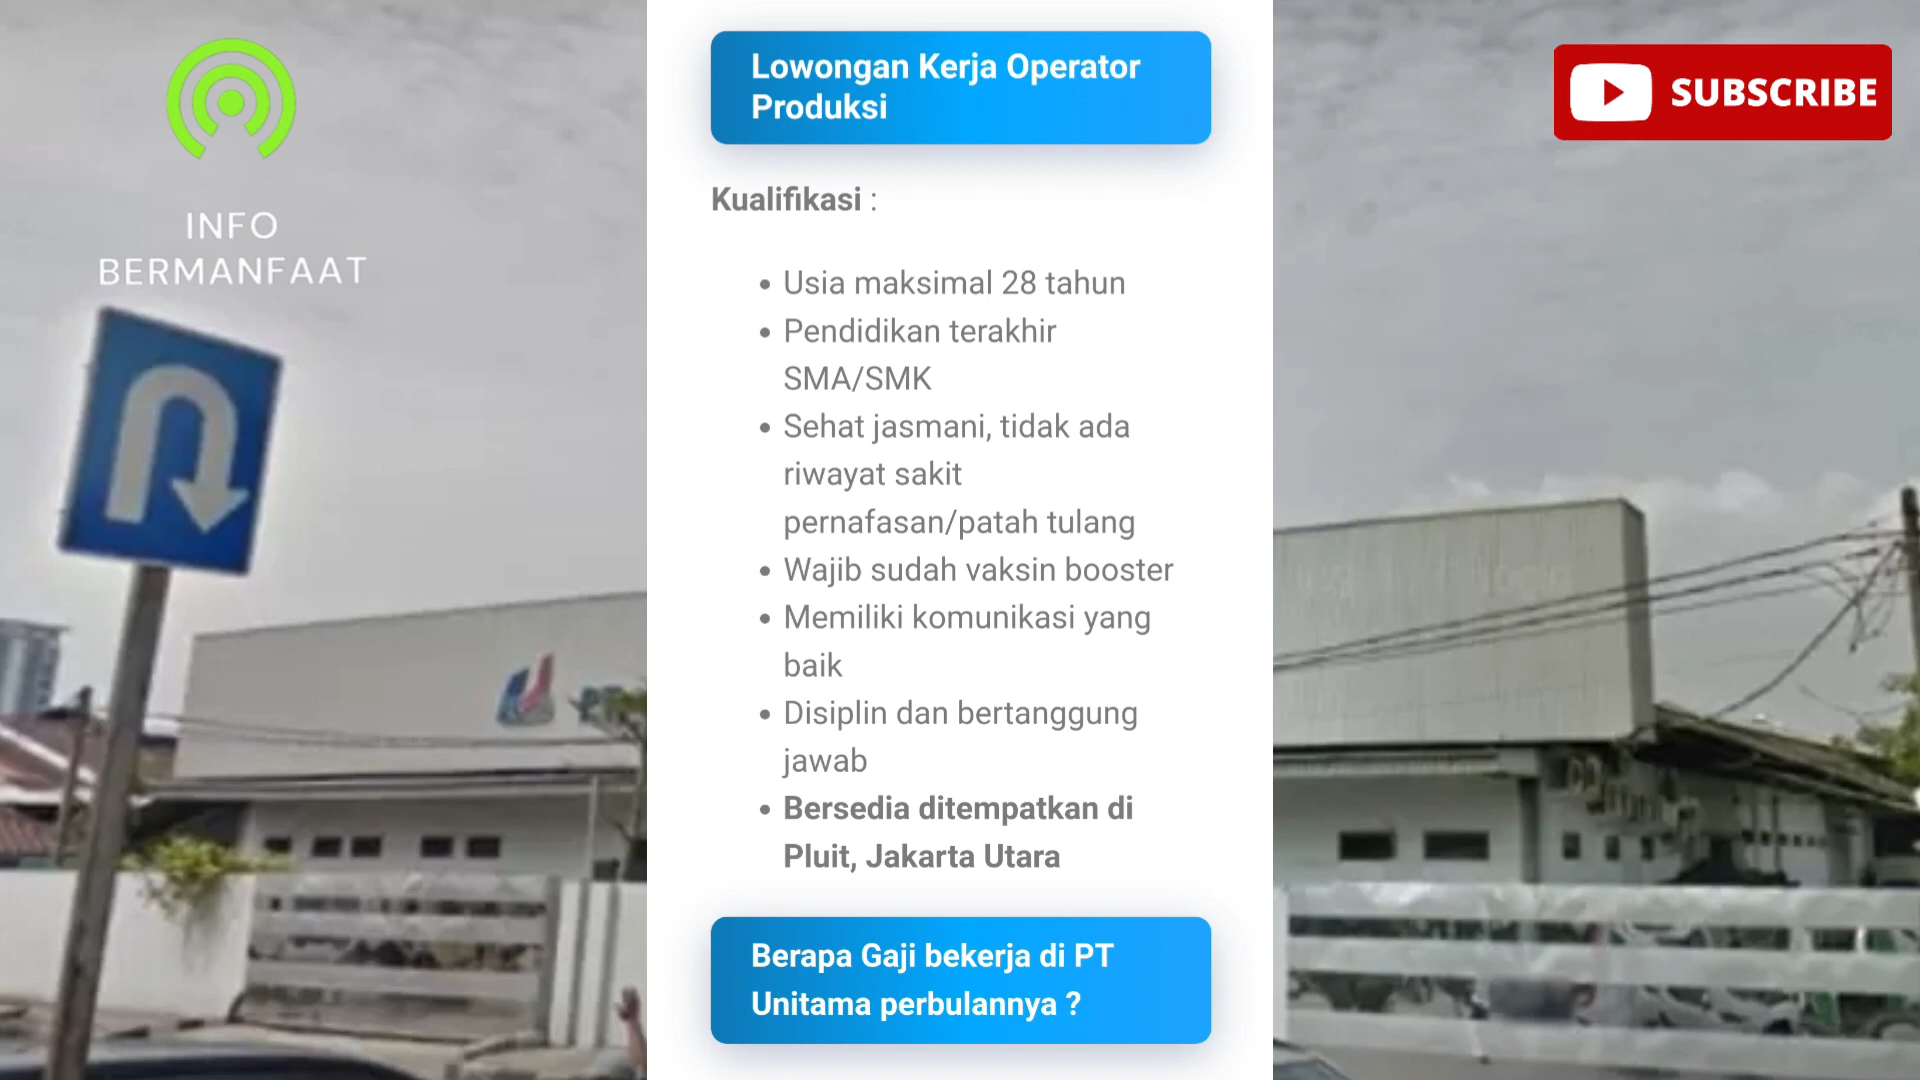 INFO
BERMANFAAT
SUBSCRIBE
Lowongan Kerja Operator
Produksi
Kualifikasi :
• Usia maksimal 28 tahun
• Pendidikan terakhir
SMA/SMK
• Sehat jasmani, tidak ada
riwayat sakit
pernafasan/patah tulang
• Wajib sudah vaksin booster
• Memiliki komunikasi yang
baik
• Disiplin dan bertanggung
jawab
• Bersedia ditempatkan di
Pluit, Jakarta Utara
Berapa Gaji bekerja di PT
Unitama perbulannya ?